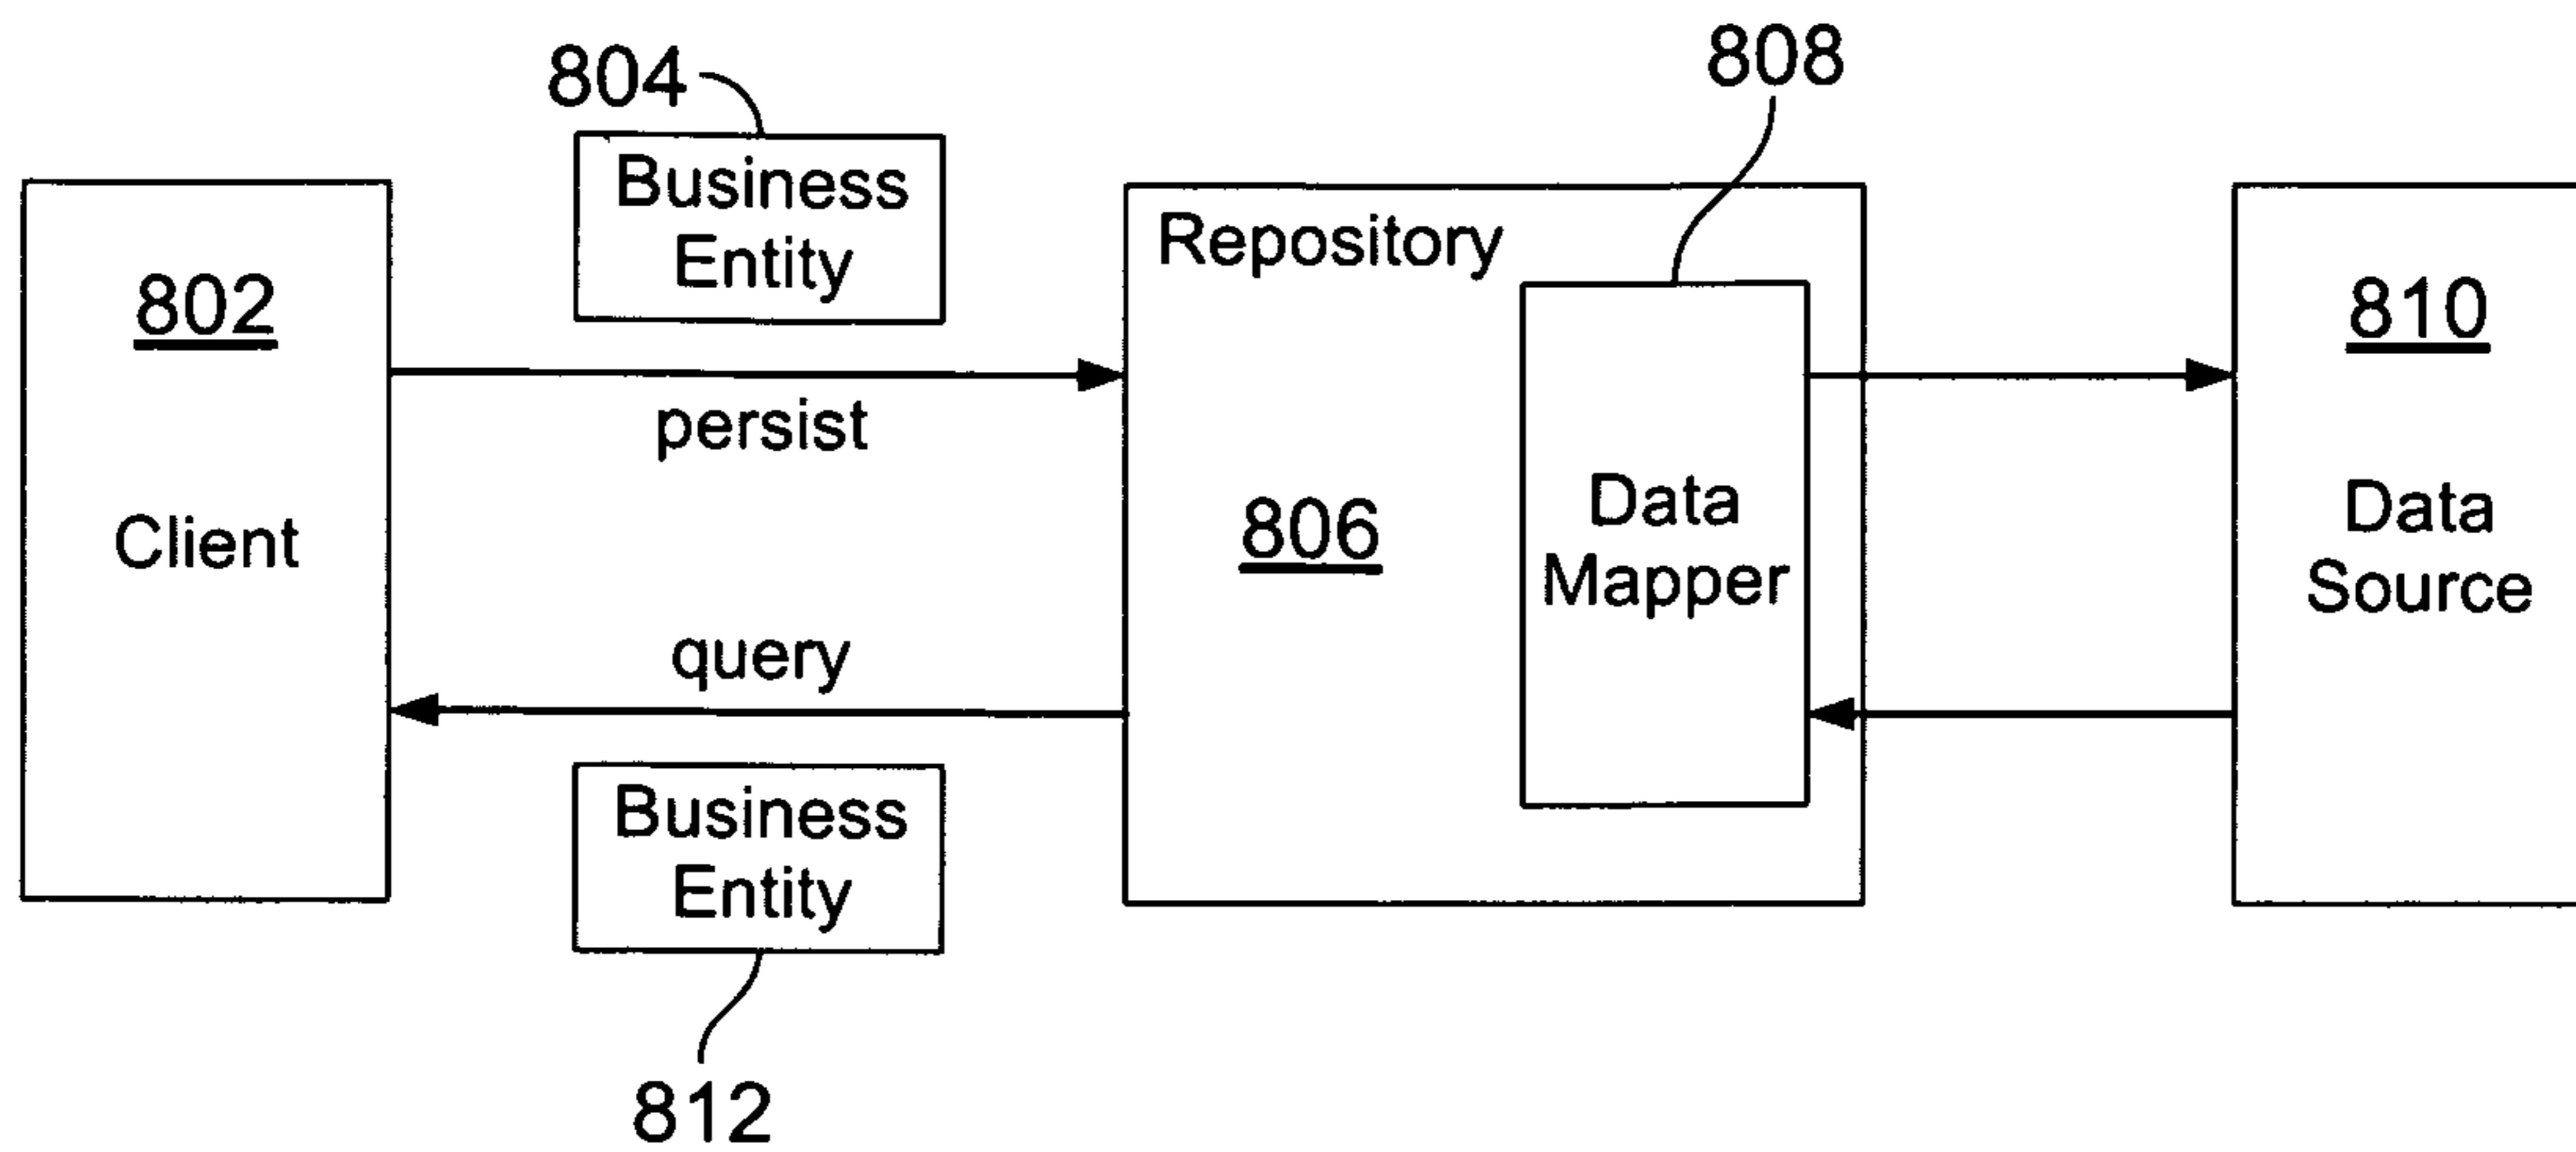 804
808
Business
Entity
802
Client
persist
query
Business
Entity
812
Repository
806
Data
Mapper
810
Data
Source